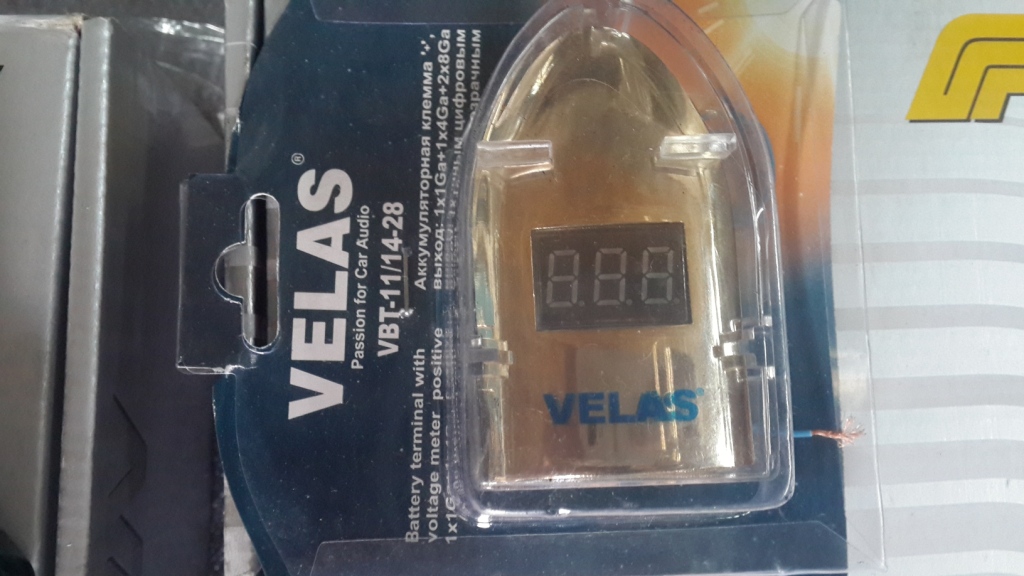 VELAS®
Passion for Car Audio
VBT-11/14-28
Battery terminal with
voltage meter positive
Аккумуляторная клемма "+",
выход: 1x1Ga+1x4Ga+2x8Ga
цифровым
8.8.8.
VELAS